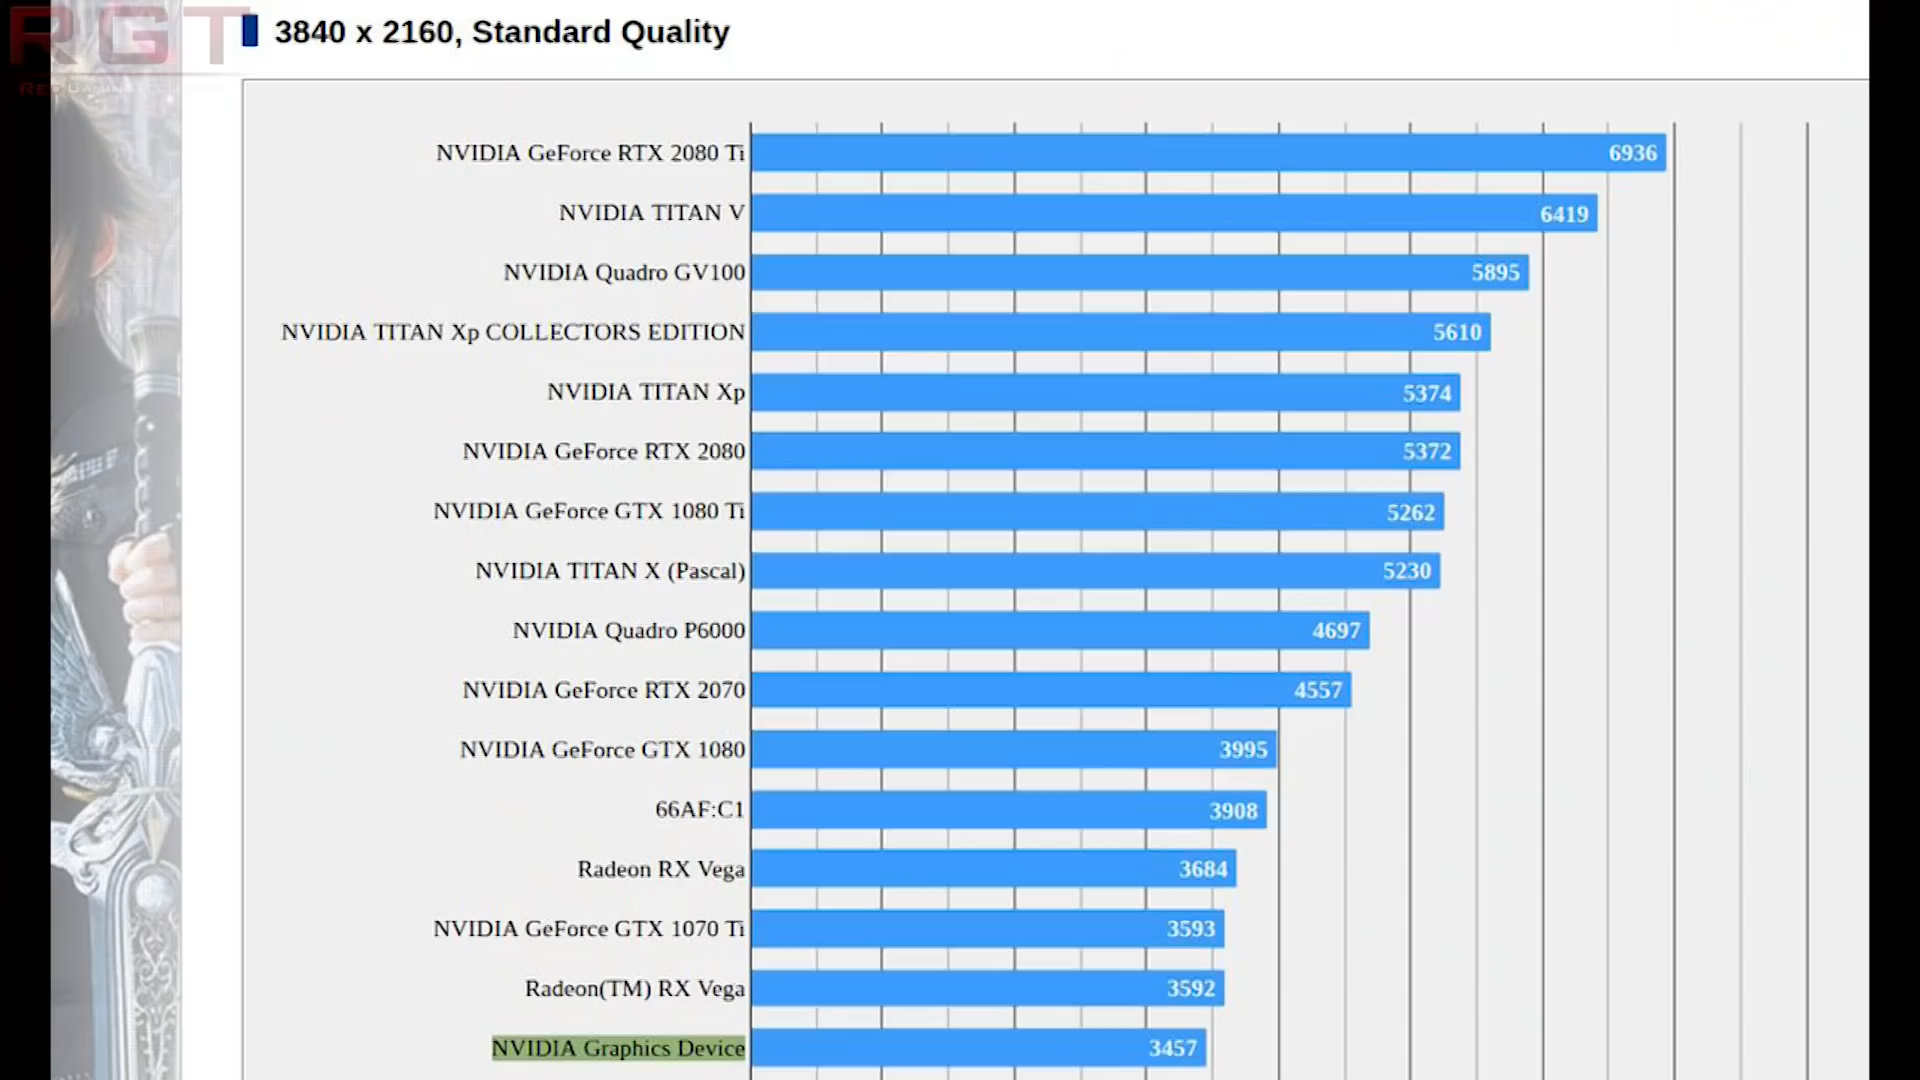 RGT
RED GAMING TECH
3840 x 2160, Standard Quality
NVIDIA GeForce RTX 2080 Ti 6936
NVIDIA TITAN V 6419
NVIDIA Quadro GV100 5895
NVIDIA TITAN Xp COLLECTORS EDITION 5610
NVIDIA TITAN Xp 5374
NVIDIA GeForce RTX 2080 5372
NVIDIA GeForce GTX 1080 Ti 5262
NVIDIA TITAN X (Pascal) 5230
NVIDIA Quadro P6000 4697
NVIDIA GeForce RTX 2070 4557
NVIDIA GeForce GTX 1080 3995
66AF:C1 3908
Radeon RX Vega 3684
NVIDIA GeForce GTX 1070 Ti 3593
Radeon(TM) RX Vega 3592
NVIDIA Graphics Device 3457